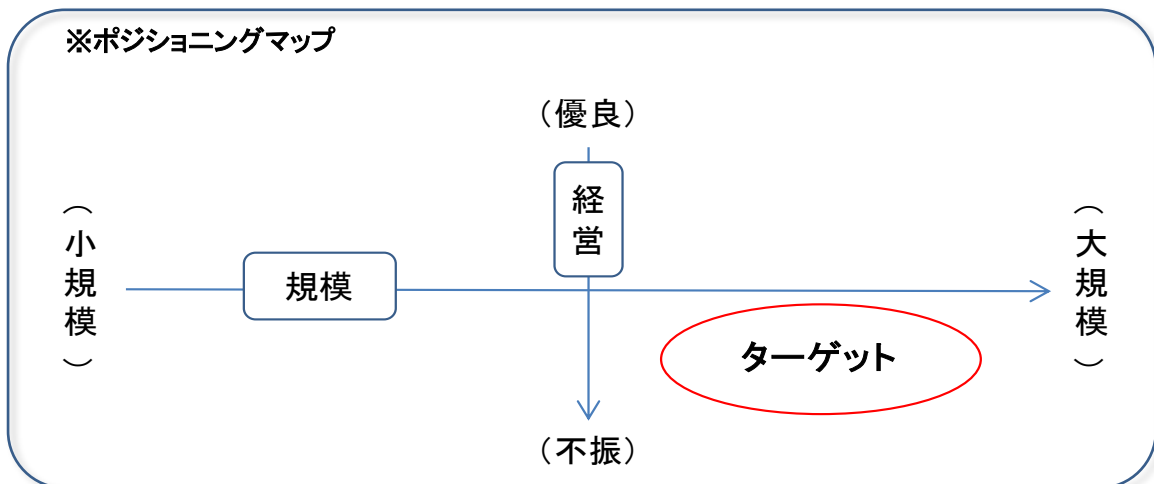 ※ポジショニングマップ
（優良）
経営
（小規模）
規模
（大規模）
ターゲット
（不振）